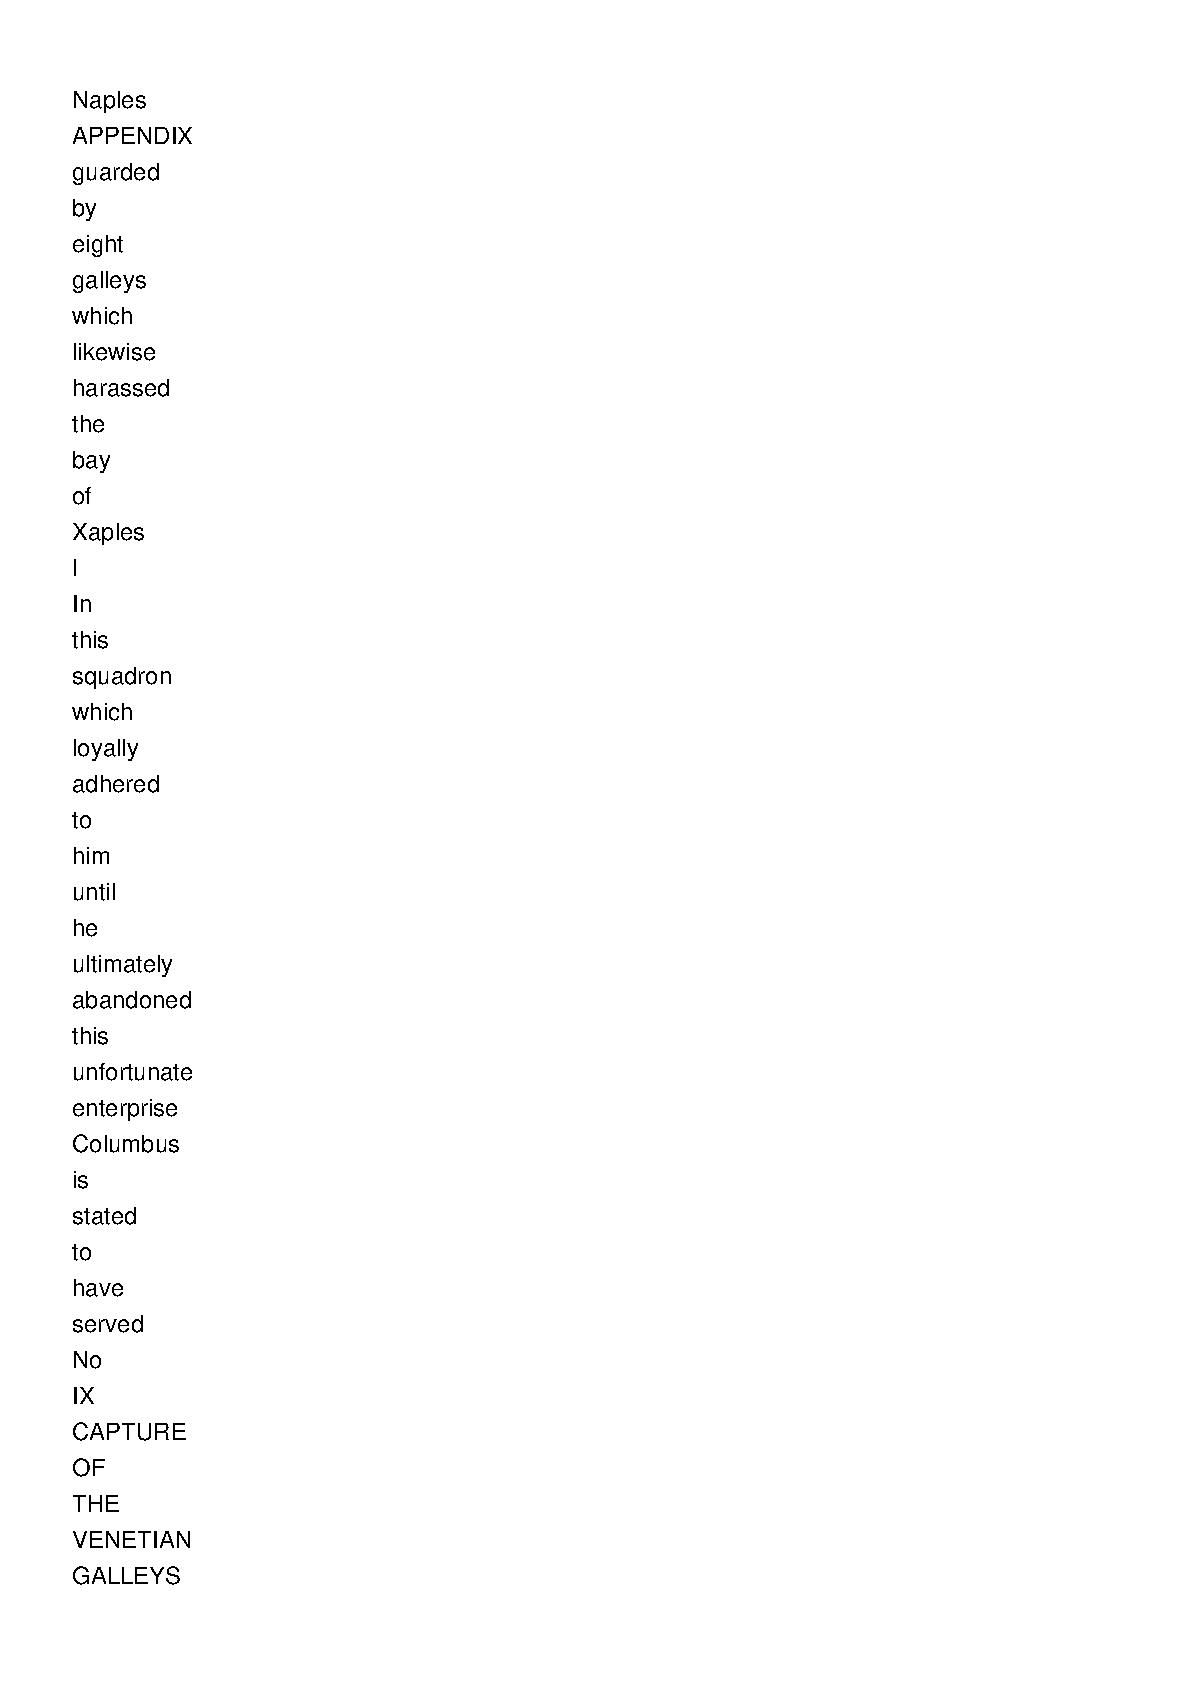 Naples
APPENDIX
guarded
by
eight
galleys
which
likewise
harassed
the
bay
of
Xaples
I
In
this
squadron
which
loyally
adhered
to
him
until
he
ultimately
abandoned
this
unfortunate
enterprise
Columbus
is
stated
to
have
served
No
IX
CAPTURE
OF
THE
VENETIAN
GALLEYS